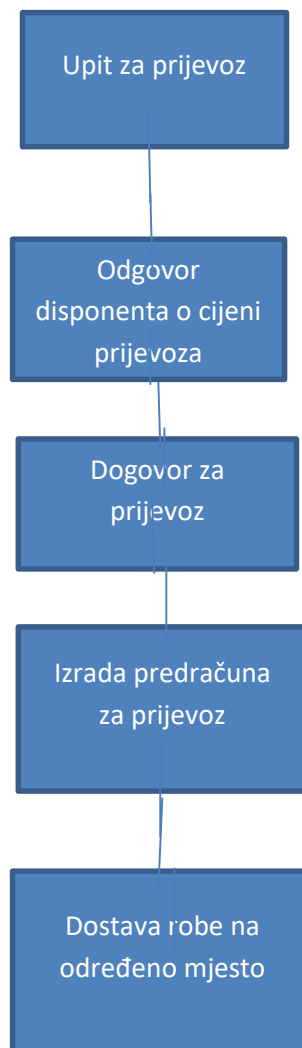 Upit za prijevoz
Odgovor
disponenta o cijeni
prijevoza
Dogovor za
prijevoz
Izrada predračuna
za prijevoz
Dostava robe na
određeno mjesto